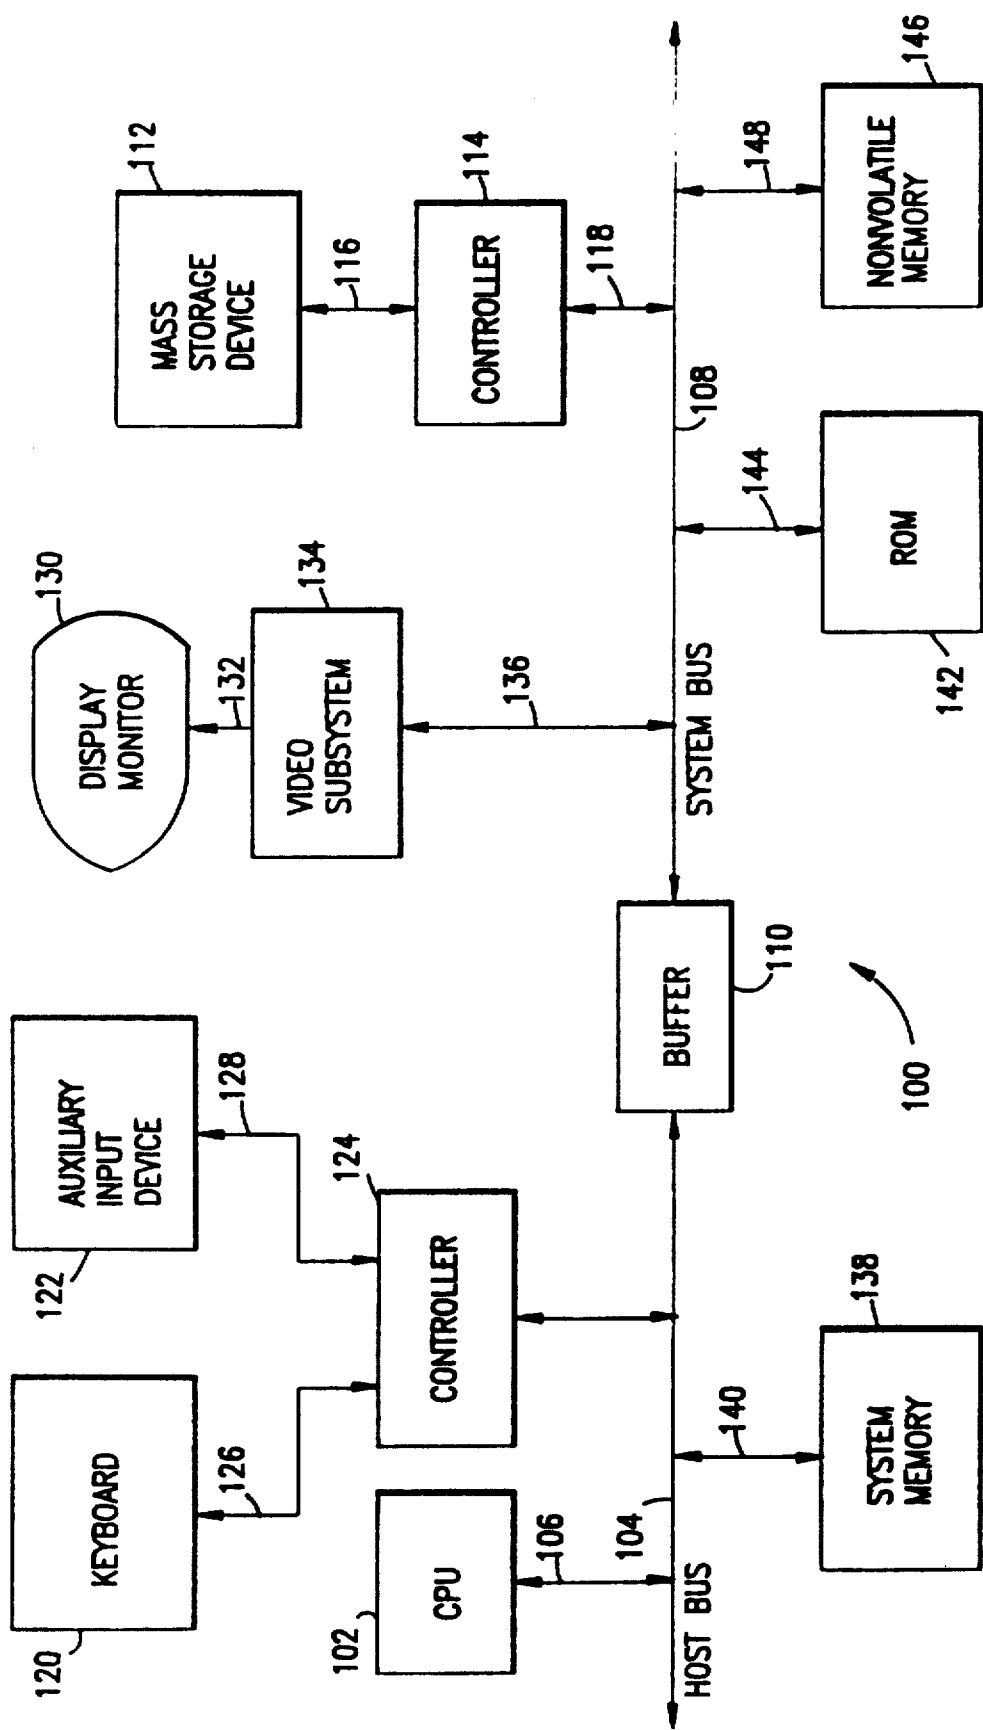 120
KEYBOARD
126
122
AUXILIARY
INPUT
DEVICE
128
130
DISPLAY
MONITOR
132
134
VIDEO
SUBSYSTEM
136
112
MASS
STORAGE
DEVICE
116
114
CONTROLLER
118
102
CPU
106
124
CONTROLLER
HOST BUS
104
BUFFER
110
SYSTEM BUS
108
140
138
SYSTEM
MEMORY
100
144
142
ROM
148
146
NONVOLATILE
MEMORY